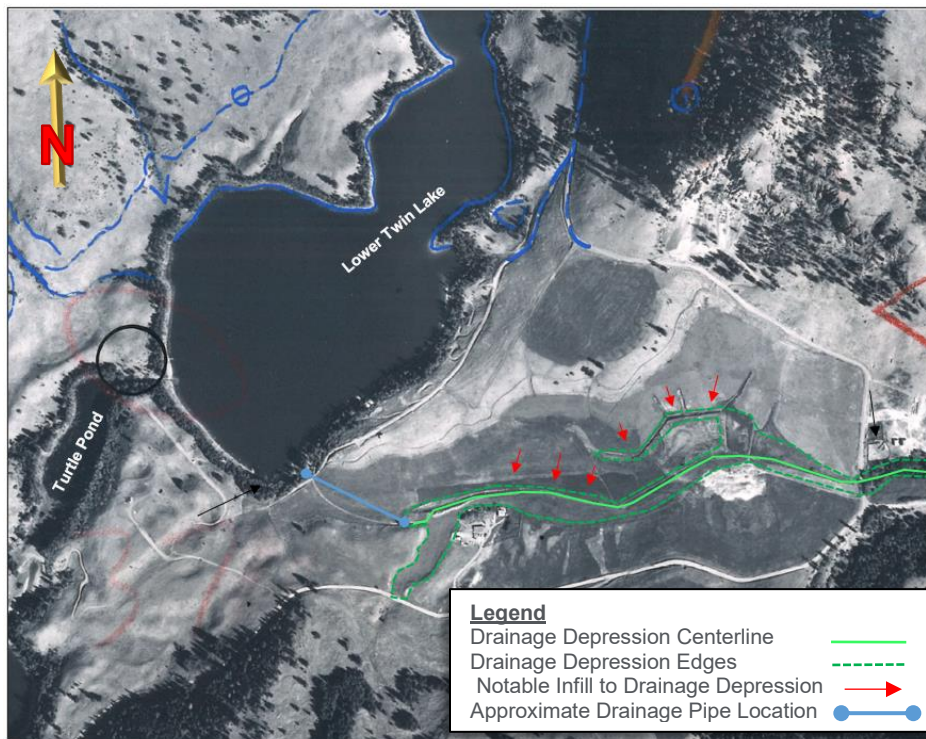 N
Lower Twin Lake
Turtle Pond
Legend
Drainage Depression Centerline
Drainage Depression Edges
Notable Infill to Drainage Depression
Approximate Drainage Pipe Location